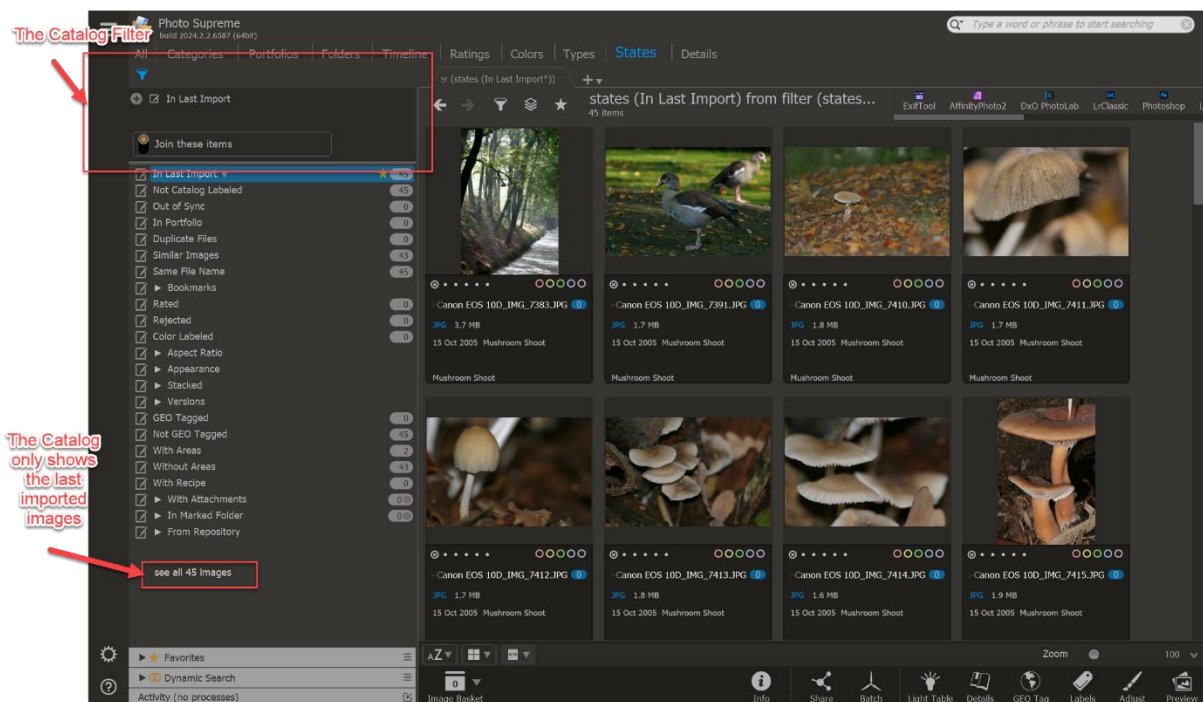 The Catalog Filter
Photo Supreme
build 2024.2.2.6587 (64bit)
Type a word or phrase to start searching
All Categories Portfolios Folders Timeline Ratings Colors Types States Details
er (states (In Last Import*)) +
In Last Import
states (In Last Import) from filter (states...
45 items
ExifTool AffinityPhoto2 DxO PhotoLab LrClassic Photoshop L
Join these items
In Last Import 45
Not Catalog Labeled 45
Out of Sync 0
In Portfolio 0
Duplicate Files 0
Similar Images 43
Same File Name 45
Bookmarks
Rated 0
Rejected 0
Color Labeled 0
Aspect Ratio
Appearance
Stacked
Versions
GEO Tagged 0
Not GEO Tagged 45
With Areas 2
Without Areas 43
With Recipe 0
With Attachments 0
In Marked Folder 0
From Repository
see all 45 images
The Catalog
only shows
the last
imported
images
Canon EOS 10D_IMG_7383.JPG 0
JPG 3.7 MB
15 Oct 2005 Mushroom Shoot
Mushroom Shoot
Canon EOS 10D_IMG_7391.JPG 0
JPG 1.7 MB
15 Oct 2005 Mushroom Shoot
Mushroom Shoot
Canon EOS 10D_IMG_7410.JPG 0
JPG 1.8 MB
15 Oct 2005 Mushroom Shoot
Mushroom Shoot
Canon EOS 10D_IMG_7411.JPG 0
JPG 1.7 MB
15 Oct 2005 Mushroom Shoot
Mushroom Shoot
Canon EOS 10D_IMG_7412.JPG 0
JPG 1.7 MB
15 Oct 2005 Mushroom Shoot
Canon EOS 10D_IMG_7413.JPG 0
JPG 1.8 MB
15 Oct 2005 Mushroom Shoot
Canon EOS 10D_IMG_7414.JPG 0
JPG 1.6 MB
15 Oct 2005 Mushroom Shoot
Canon EOS 10D_IMG_7415.JPG 0
JPG 1.9 MB
15 Oct 2005 Mushroom Shoot
Favorites
Dynamic Search
Activity (no processes)
AZ
Zoom 100
0
Image Basket
Info Share Batch Light Table Details GEO Tag Labels Adjust Preview